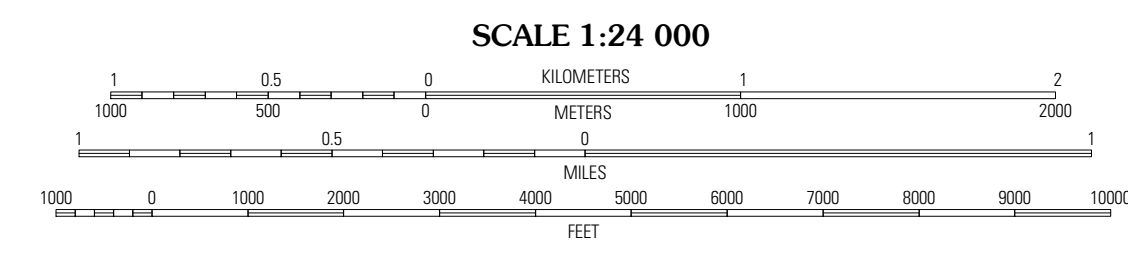 SCALE 1:24 000
1 0.5 0 KILOMETERS 1 2
1000 500 0 METERS 1000 2000
1 0.5 0 1
MILES
1000 0 1000 2000 3000 4000 5000 6000 7000 8000 9000 10000
FEET